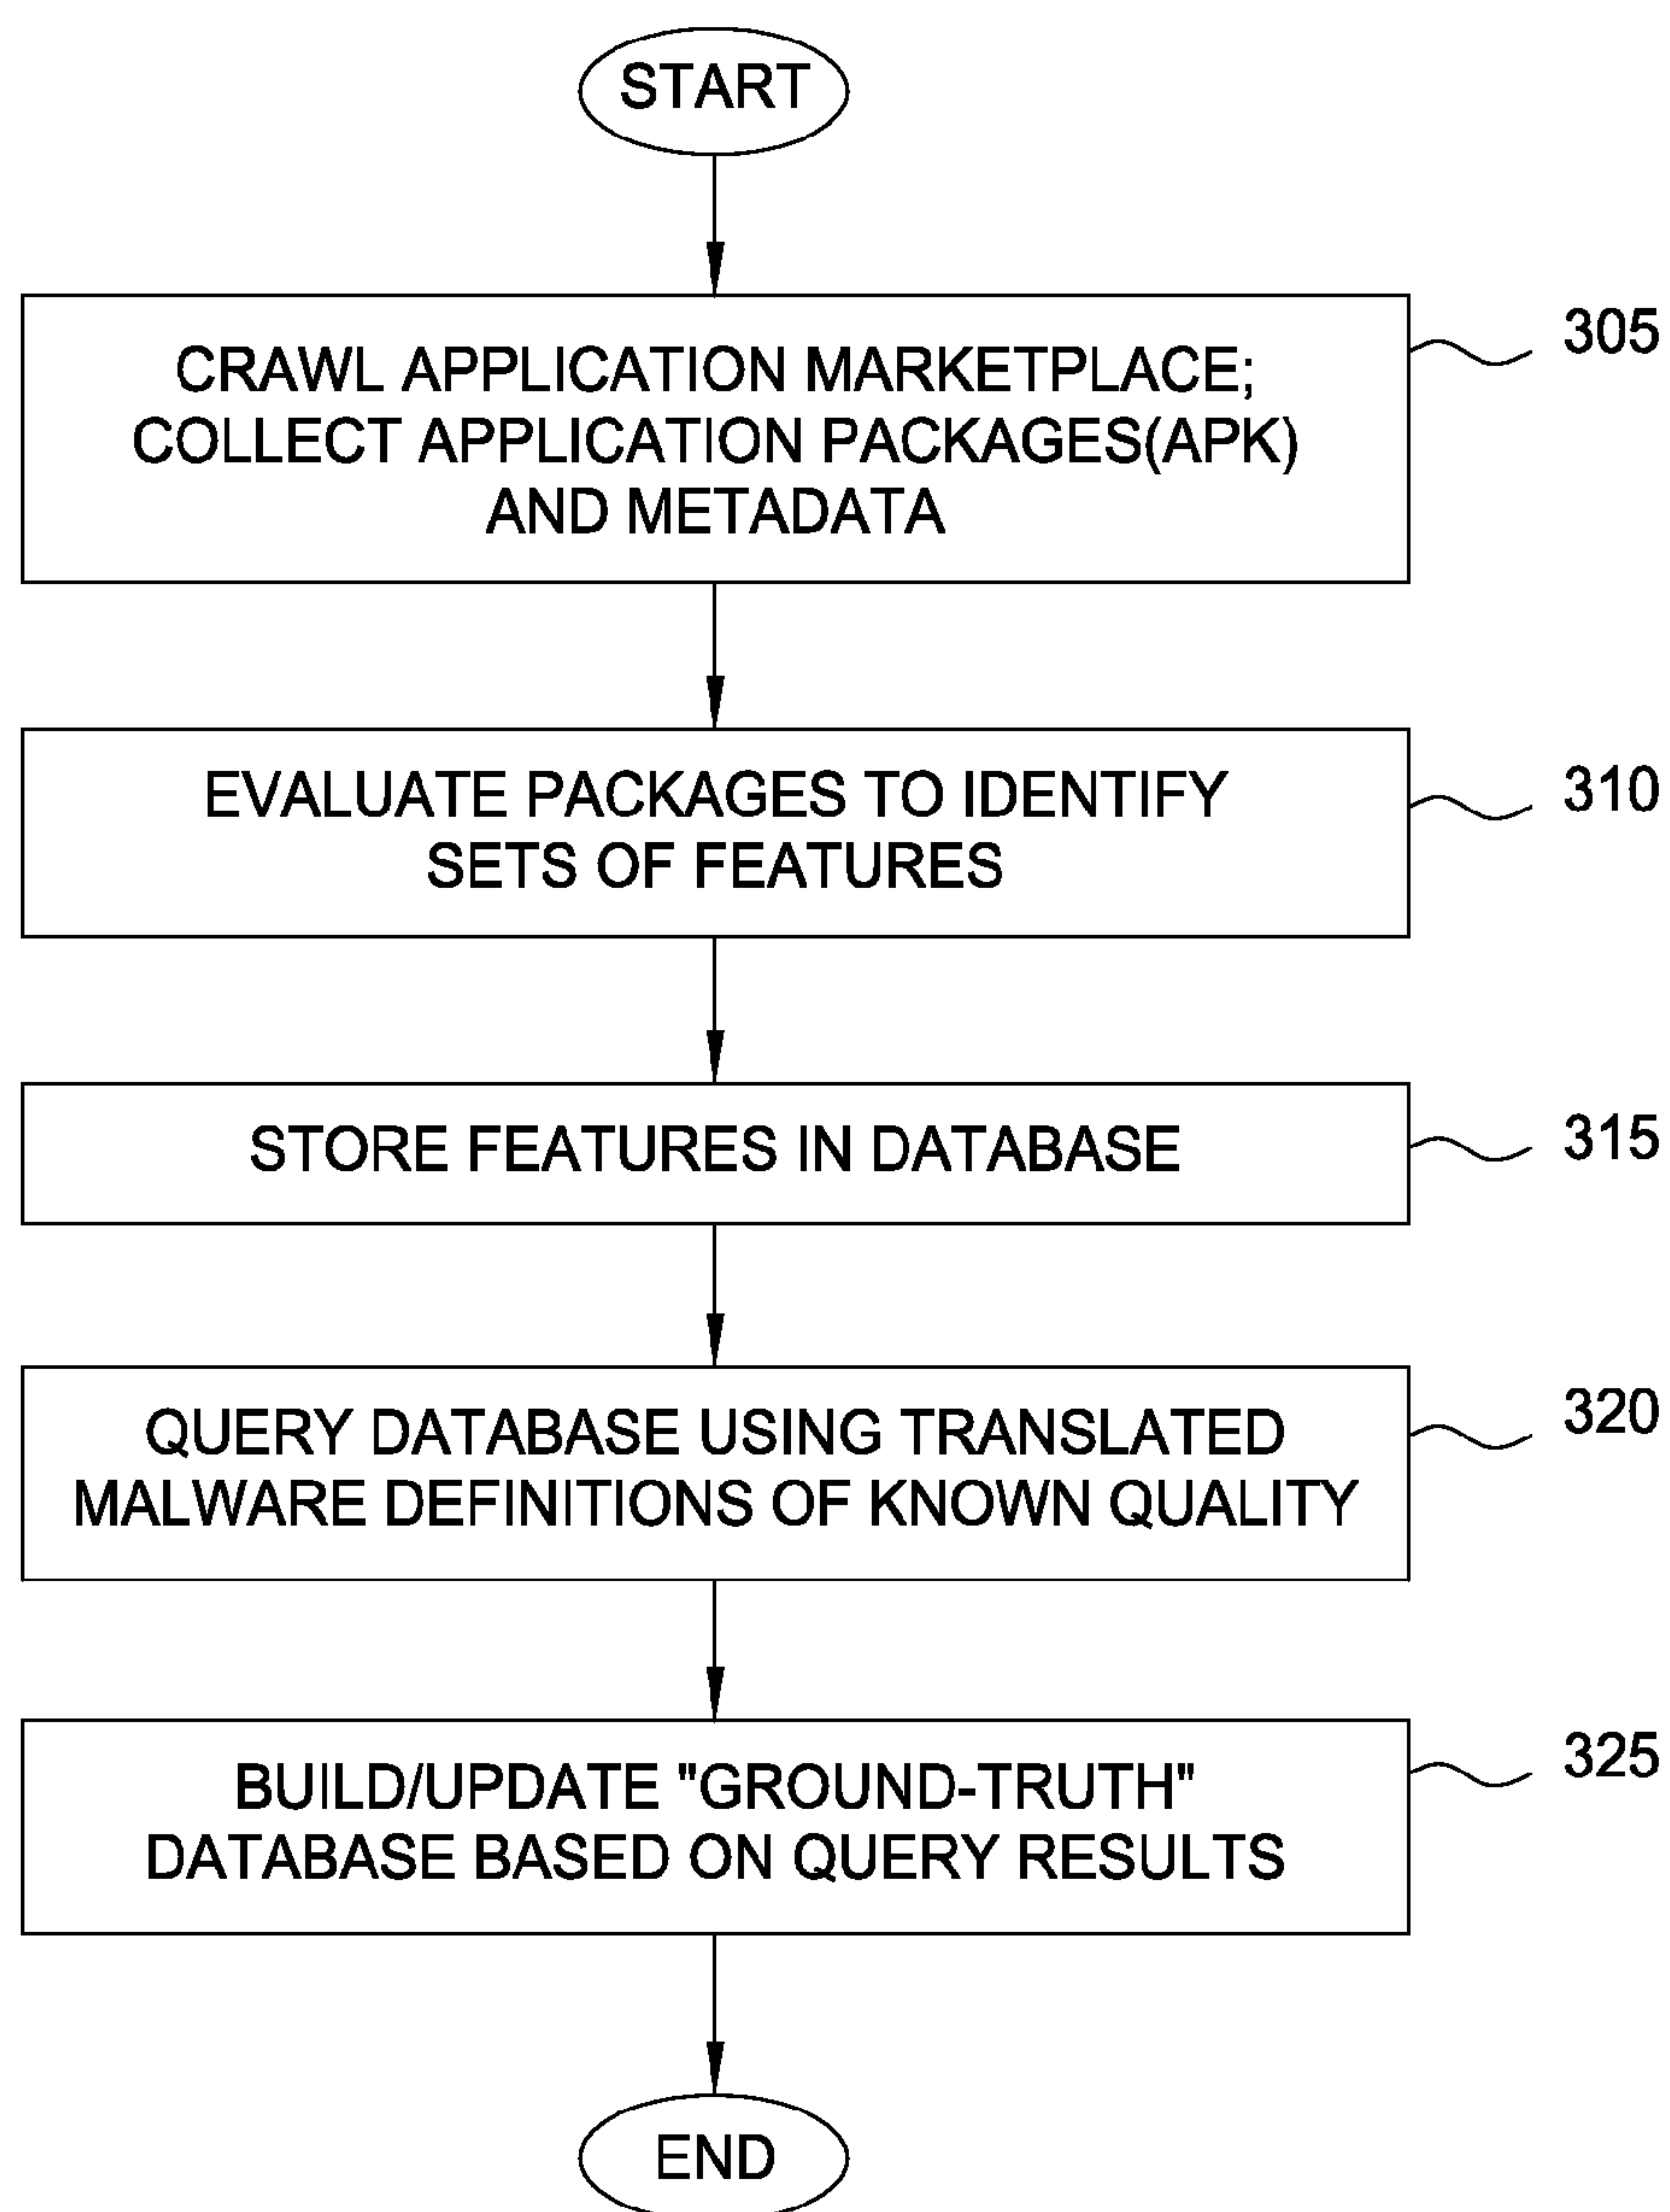 START
CRAWL APPLICATION MARKETPLACE;
COLLECT APPLICATION PACKAGES(APK)
AND METADATA
305
EVALUATE PACKAGES TO IDENTIFY
SETS OF FEATURES
310
STORE FEATURES IN DATABASE
315
QUERY DATABASE USING TRANSLATED
MALWARE DEFINITIONS OF KNOWN QUALITY
320
BUILD/UPDATE "GROUND-TRUTH"
DATABASE BASED ON QUERY RESULTS
325
END